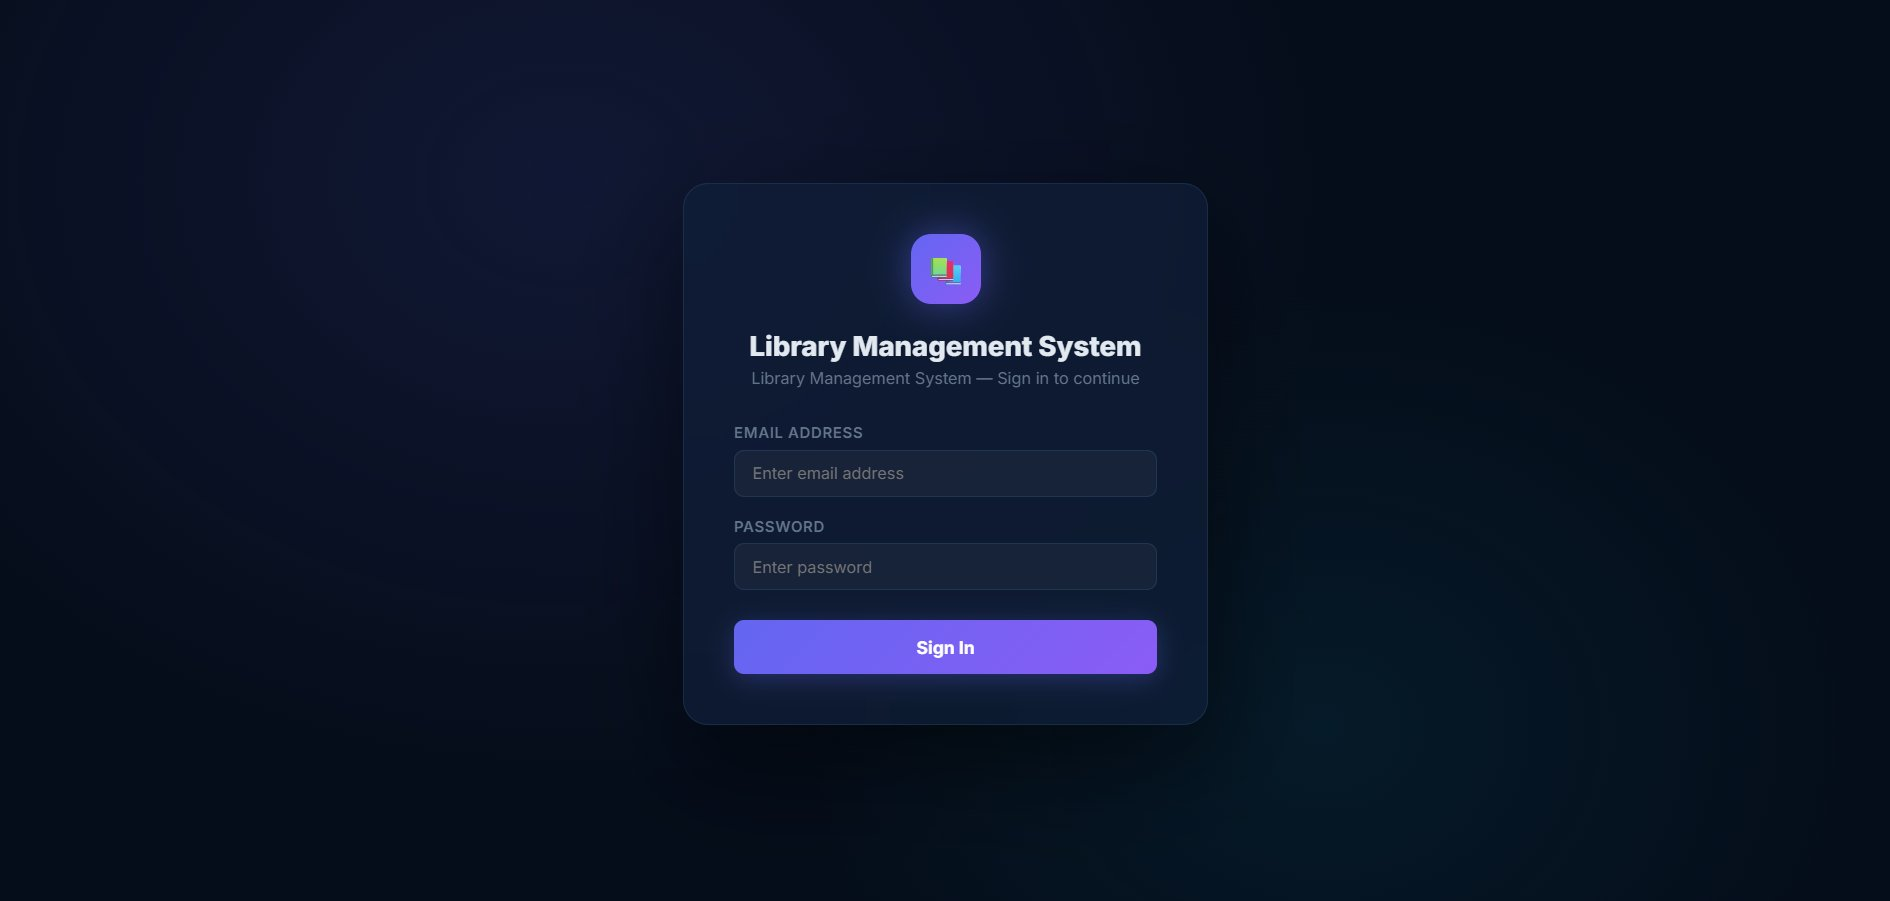 Library Management System
Library Management System — Sign in to continue
EMAIL ADDRESS
Enter email address
PASSWORD
Enter password
Sign In